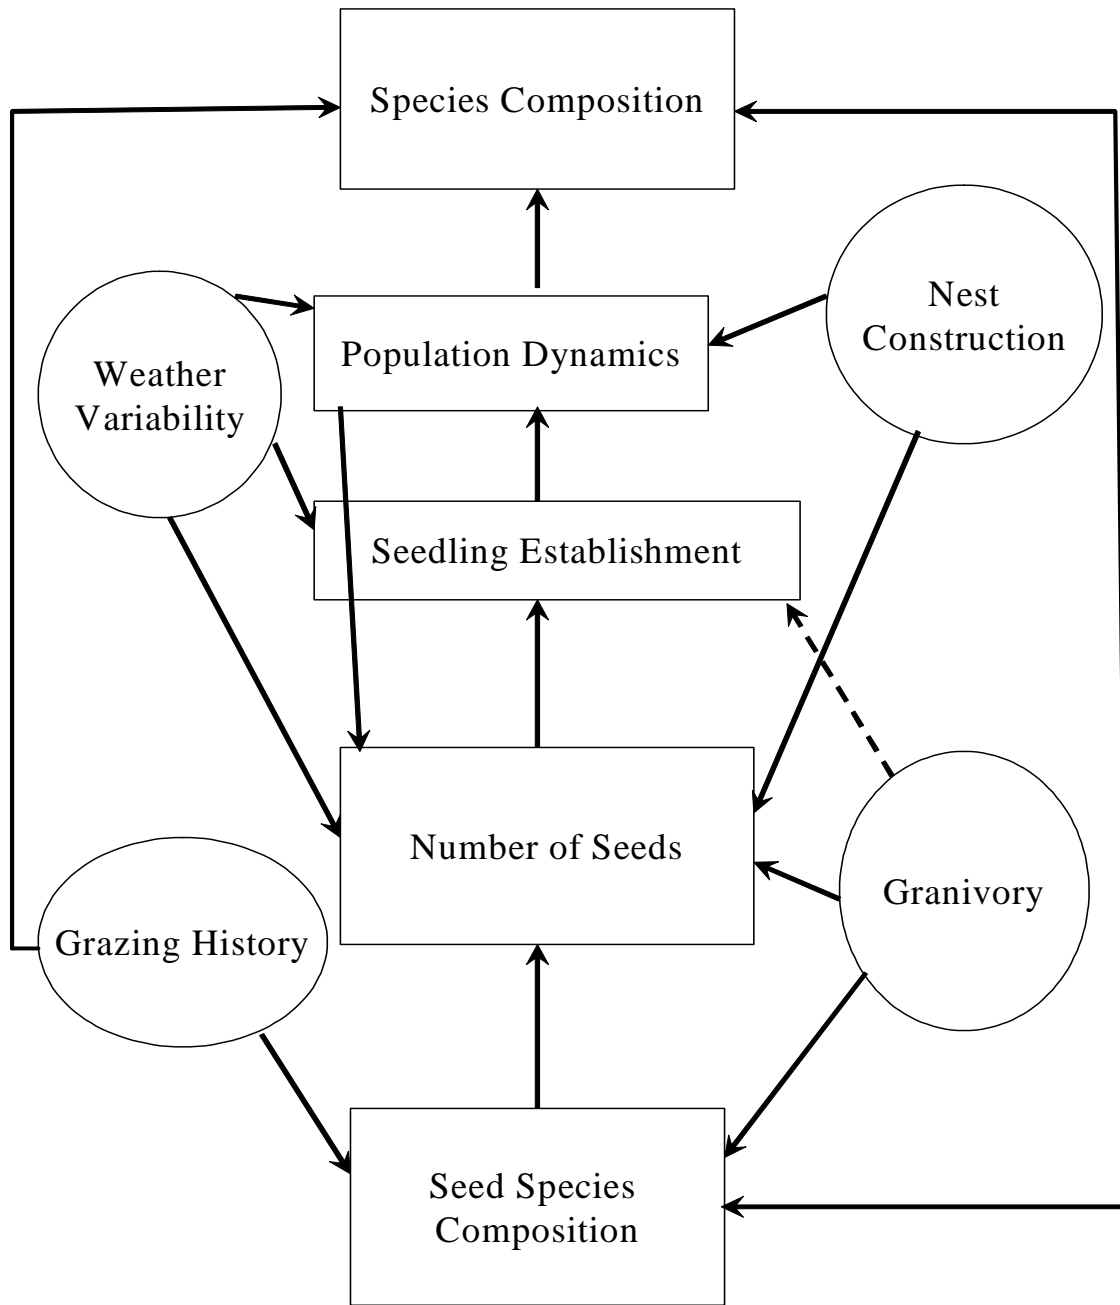 Species Composition
Nest
Construction
Population Dynamics
Weather
Variability
Seedling Establishment
Number of Seeds
Granivory
Grazing History
Seed Species
Composition